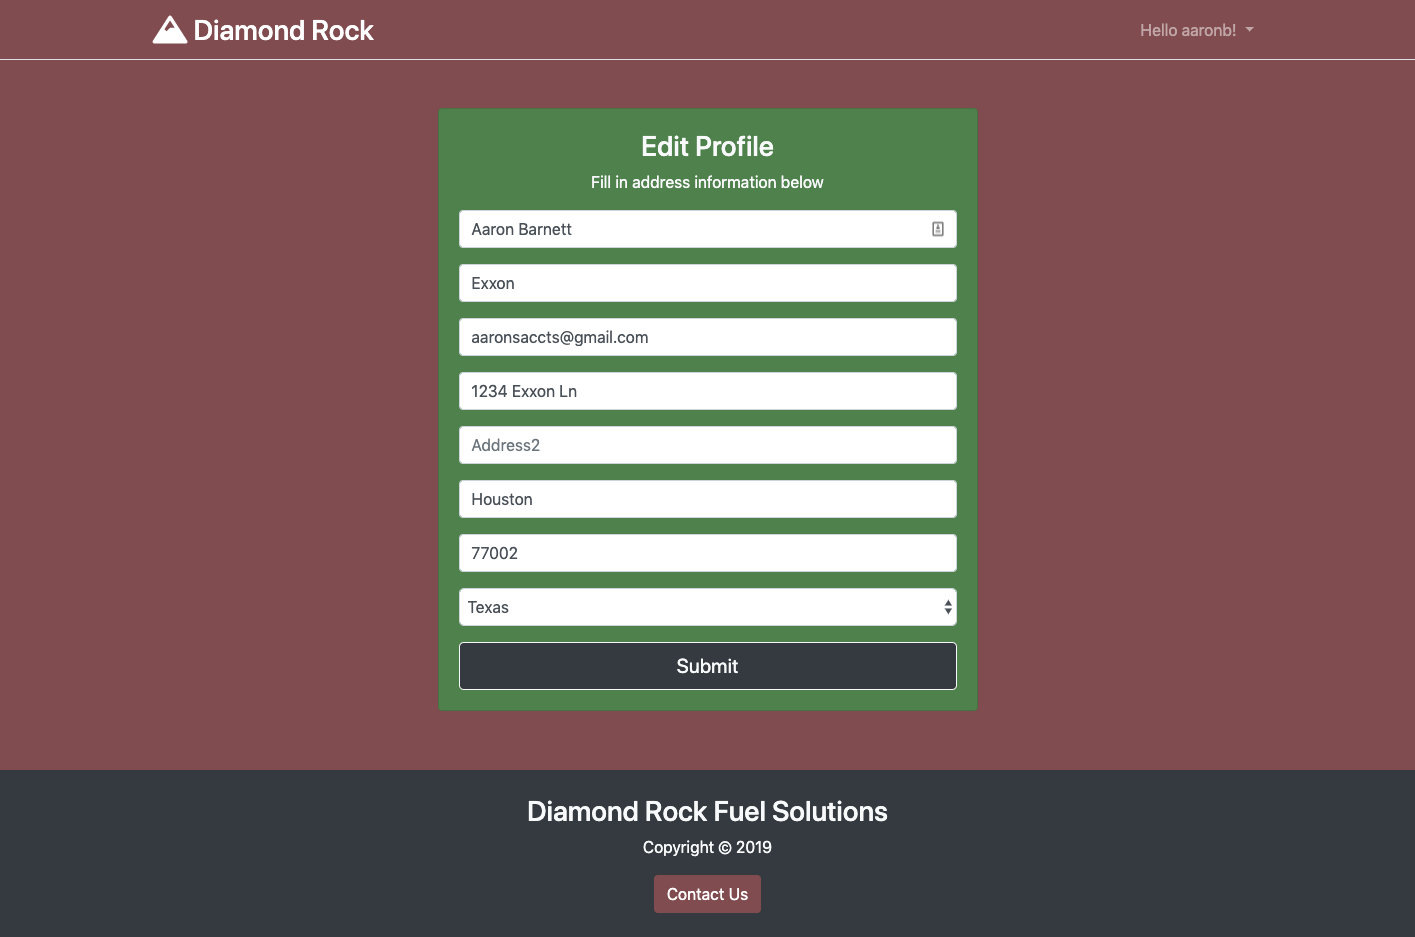 Diamond Rock
Hello aaronb!
Edit Profile
Fill in address information below
Aaron Barnett
Exxon
aaronsaccts@gmail.com
1234 Exxon Ln
Address2
Houston
77002
Texas
Submit
Diamond Rock Fuel Solutions
Copyright © 2019
Contact Us